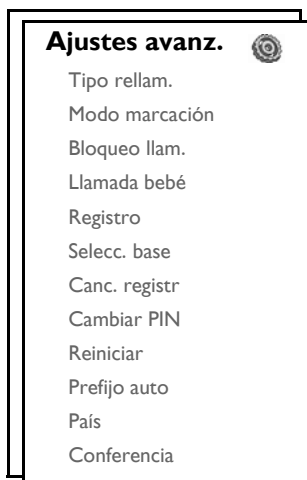 Ajustes avanz.
Tipo rellam.
Modo marcación
Bloqueo llam.
Llamada bebé
Registro
Selecc. base
Canc. registr
Cambiar PIN
Reiniciar
Prefijo auto
País
Conferencia